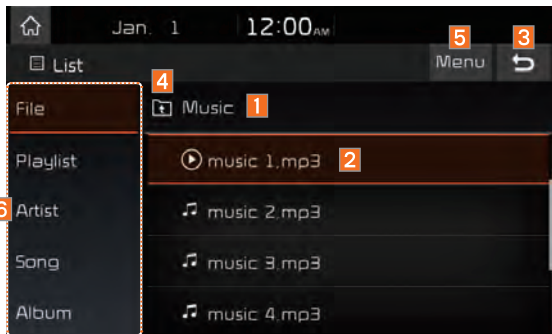 Jan. 1 12:00AM
List
Menu
5
3
4
File
Music
1
Playlist
music 1.mp3
2
6
Artist
music 2.mp3
Song
music 3.mp3
Album
music 4.mp3